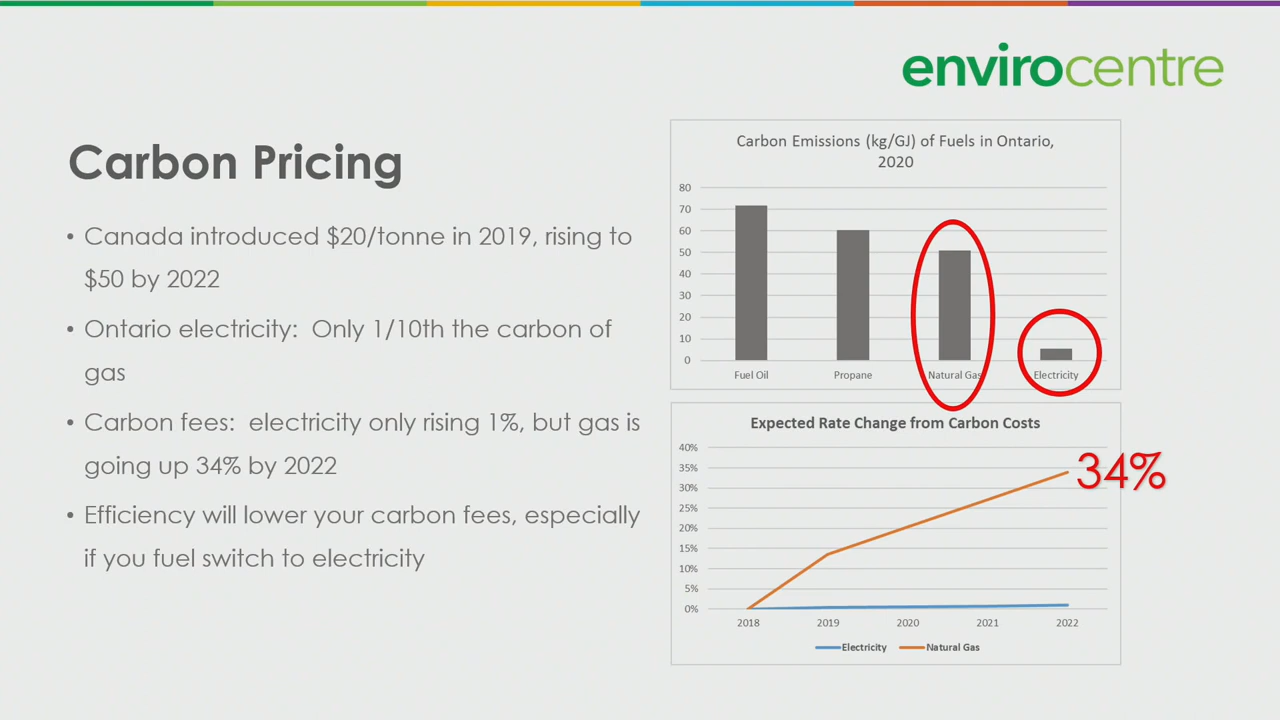 envirocentre
Carbon Pricing
• Canada introduced $20/tonne in 2019, rising to
$50 by 2022
• Ontario electricity:  Only 1/10th the carbon of
gas
• Carbon fees:  electricity only rising 1%, but gas is
going up 34% by 2022
• Efficiency will lower your carbon fees, especially
if you fuel switch to electricity
Carbon Emissions (kg/GJ) of Fuels in Ontario,
2020
80
70
60
50
40
30
20
10
0
Fuel Oil Propane Natural Gas Electricity
Expected Rate Change from Carbon Costs
40%
35%
30%
25%
20%
15%
10%
5%
0%
34%
2018 2019 2020 2021 2022
Electricity Natural Gas